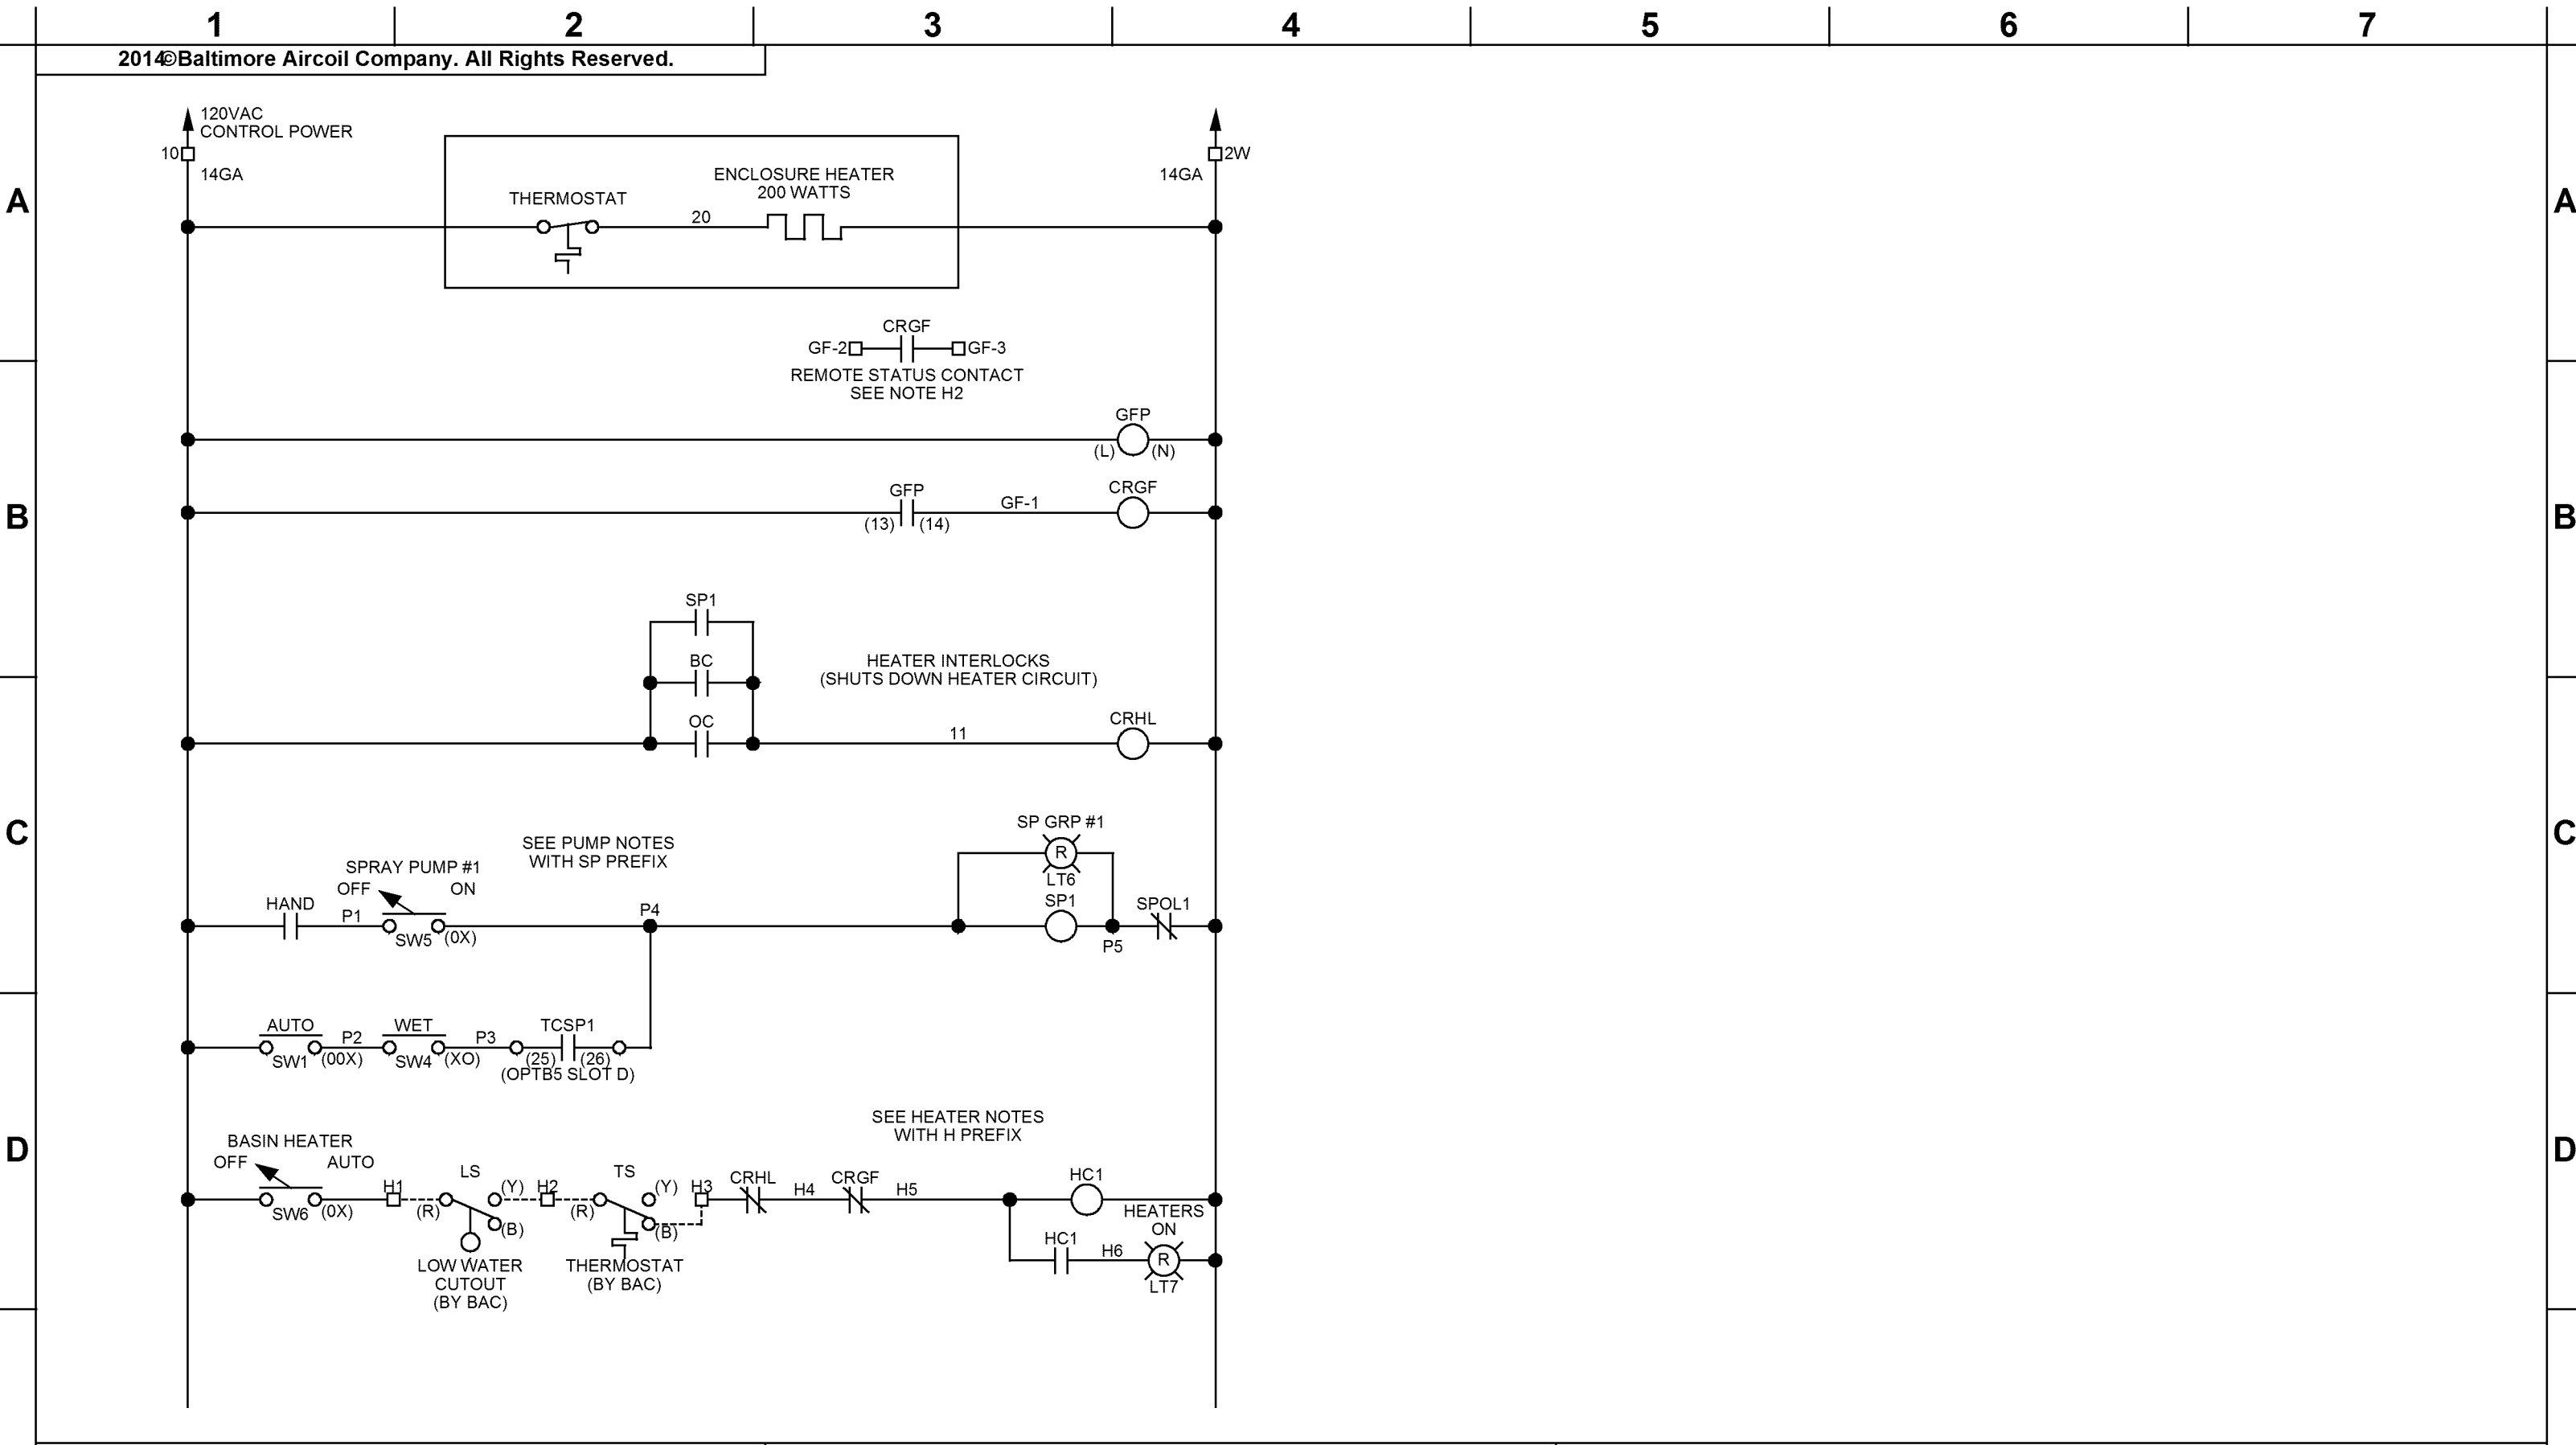 1 2 3 4 5 6 7
2014©Baltimore Aircoil Company. All Rights Reserved.
120VAC
CONTROL POWER
10
2W
14GA
14GA
A
A
THERMOSTAT
ENCLOSURE HEATER
200 WATTS
20
CRGF
GF-2
GF-3
REMOTE STATUS CONTACT
SEE NOTE H2
GFP
(L)
(N)
B
B
GFP
(13)
(14)
GF-1
CRGF
SP1
BC
HEATER INTERLOCKS
(SHUTS DOWN HEATER CIRCUIT)
OC
11
CRHL
C
C
SEE PUMP NOTES
WITH SP PREFIX
SP GRP #1
R
LT6
SPRAY PUMP #1
OFF
ON
HAND
P1
SW5
(0X)
P4
SP1
P5
SPOL1
AUTO
SW1
(00X)
P2
WET
SW4
(XO)
P3
TCSP1
(25)
(26)
(OPTB5 SLOT D)
D
D
SEE HEATER NOTES
WITH H PREFIX
BASIN HEATER
OFF
AUTO
SW6
(0X)
H1
LS
(R)
(Y)
(B)
LOW WATER
CUTOUT
(BY BAC)
H2
TS
(R)
(Y)
(B)
THERMOSTAT
(BY BAC)
H3
CRHL
H4
CRGF
H5
HC1
HEATERS
ON
HC1
H6
R
LT7